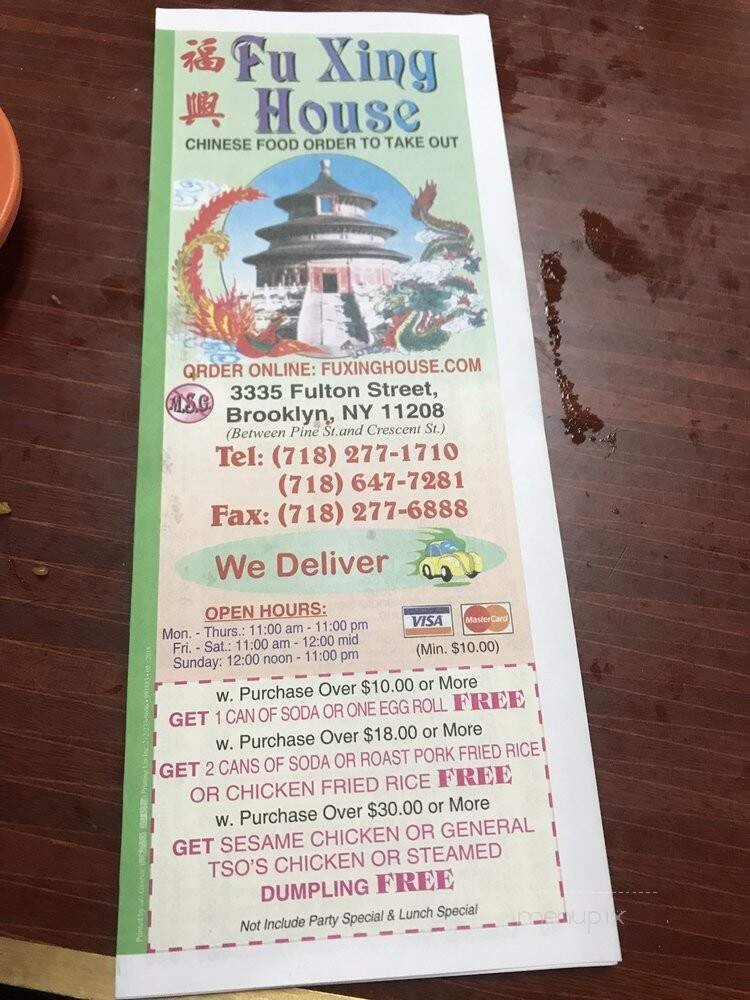 福 Fu Xing
興 House
CHINESE FOOD ORDER TO TAKE OUT
ORDER ONLINE: FUXINGHOUSE.COM
M.S.G.
3335 Fulton Street,
Brooklyn, NY 11208
(Between Pine St.and Crescent St.)
Tel: (718) 277-1710
(718) 647-7281
Fax: (718) 277-6888
We Deliver
OPEN HOURS:
Mon. - Thurs.: 11:00 am - 11:00 pm
Fri. - Sat.: 11:00 am - 12:00 mid
Sunday: 12:00 noon - 11:00 pm
VISA MasterCard
(Min. $10.00)
w. Purchase Over $10.00 or More
GET 1 CAN OF SODA OR ONE EGG ROLL FREE
w. Purchase Over $18.00 or More
GET 2 CANS OF SODA OR ROAST PORK FRIED RICE
OR CHICKEN FRIED RICE FREE
w. Purchase Over $30.00 or More
GET SESAME CHICKEN OR GENERAL
TSO'S CHICKEN OR STEAMED
DUMPLING FREE
Not Include Party Special & Lunch Special
Printed by